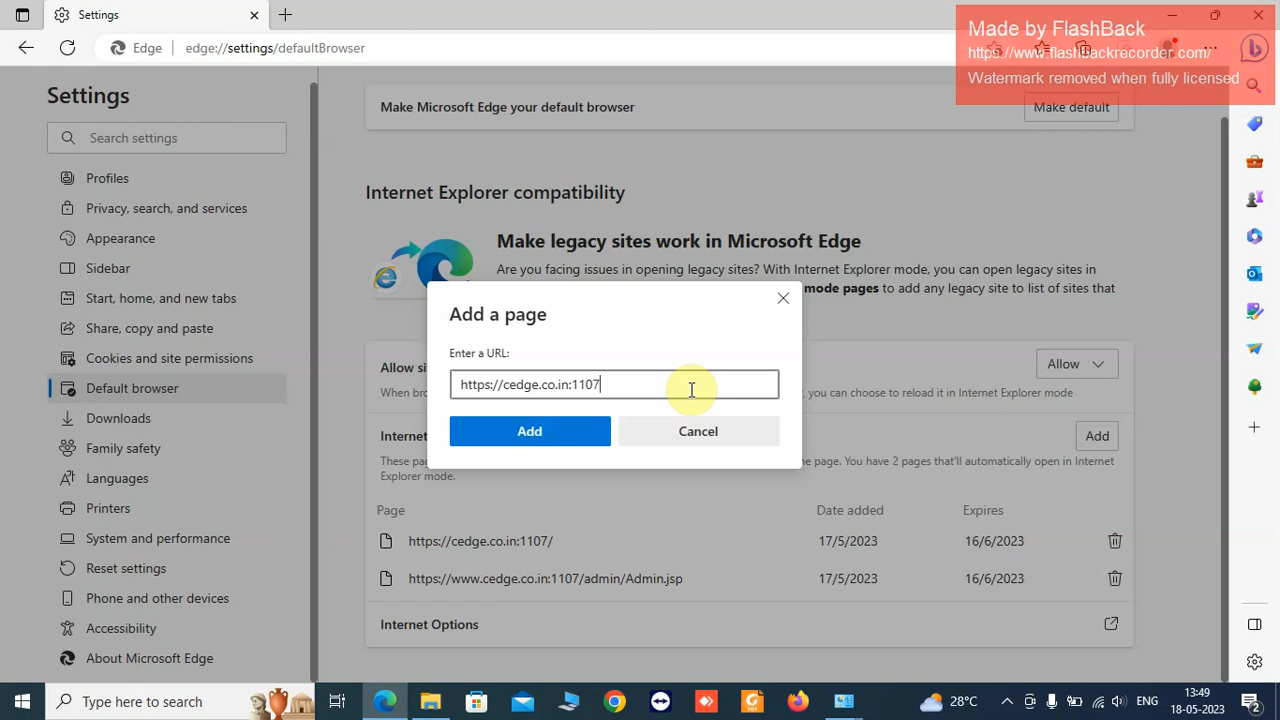 Settings
Made by FlashBack
https://www.flashbackrecorder.com/
Watermark removed when fully licensed
Edge
edge://settings/defaultBrowser
Settings
Search settings
Profiles
Privacy, search, and services
Appearance
Sidebar
Start, home, and new tabs
Share, copy and paste
Cookies and site permissions
Default browser
Downloads
Family safety
Languages
Printers
System and performance
Reset settings
Phone and other devices
Accessibility
About Microsoft Edge
Make Microsoft Edge your default browser
Make default
Internet Explorer compatibility
Make legacy sites work in Microsoft Edge
Are you facing issues in opening legacy sites? With Internet Explorer mode, you can open legacy sites in
mode pages to add any legacy site to list of sites that
Add a page
Enter a URL:
https://cedge.co.in:1107
Add
Cancel
Allow
When
, you can choose to reload it in Internet Explorer mode
Internet
Add
These
the page. You have 2 pages that'll automatically open in Internet
Explorer mode.
Page
Date added
Expires
https://cedge.co.in:1107/
17/5/2023
16/6/2023
https://www.cedge.co.in:1107/admin/Admin.jsp
17/5/2023
16/6/2023
Internet Options
Type here to search
28°C
ENG
13:49
18-05-2023
2